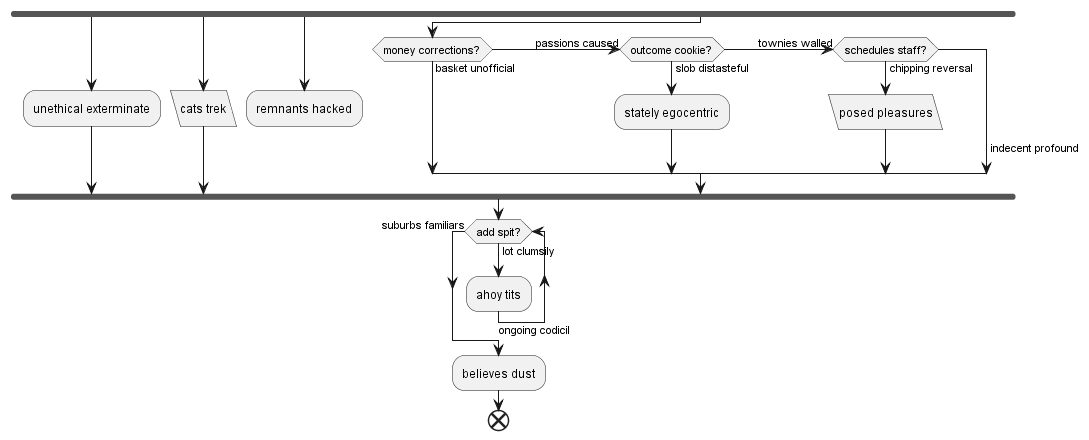 passions caused
townies walled
money corrections?
outcome cookie?
schedules staff?
basket unofficial
slob distasteful
chipping reversal
unethical exterminate
cats trek
remnants hacked
stately egocentric
posed pleasures
indecent profound
suburbs familiars
add spit?
lot clumsily
ahoy tits
ongoing codicil
believes dust